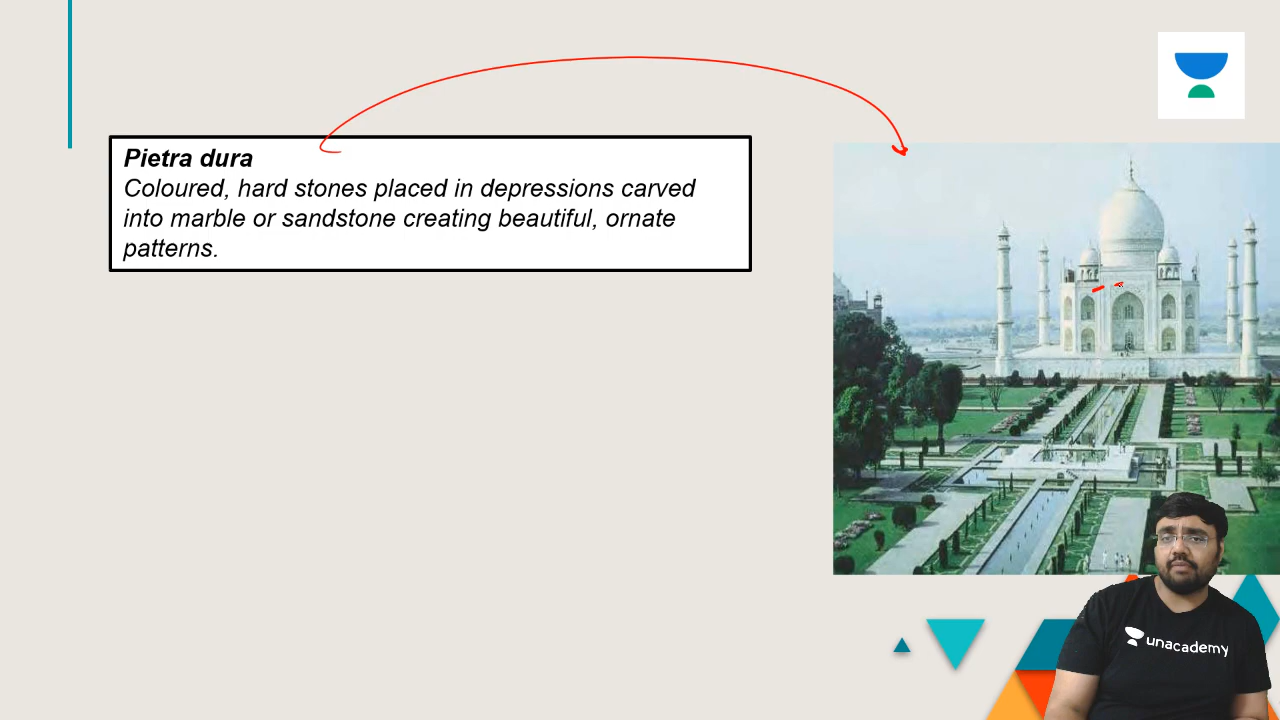 Pietra dura
Coloured, hard stones placed in depressions carved
into marble or sandstone creating beautiful, ornate
patterns.
unacademy